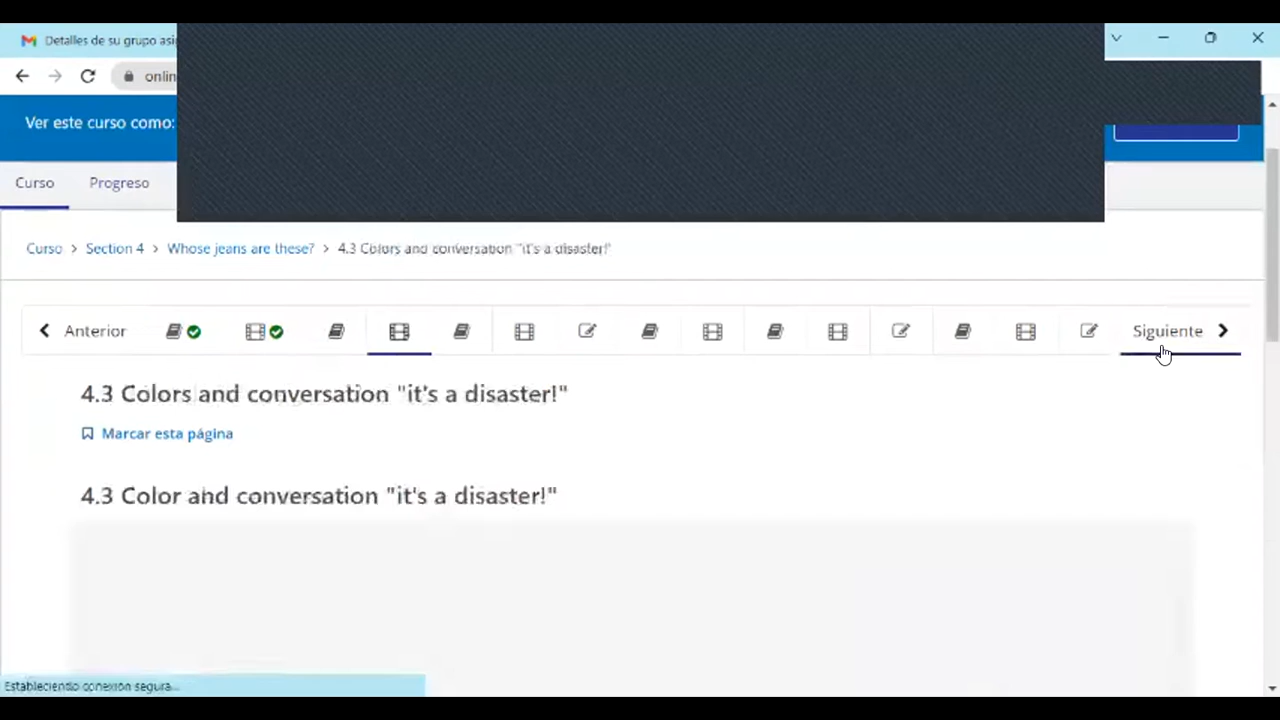 Detalles de su grupo asi
onlin
Ver este curso como:
Curso Progreso
Curso > Section 4 > Whose jeans are these? > 4.3 Colors and conversation "it's a disaster!"
Anterior Siguiente
4.3 Colors and conversation "it's a disaster!"
Marcar esta página
4.3 Color and conversation "it's a disaster!"
Estableciendo conexión segura...